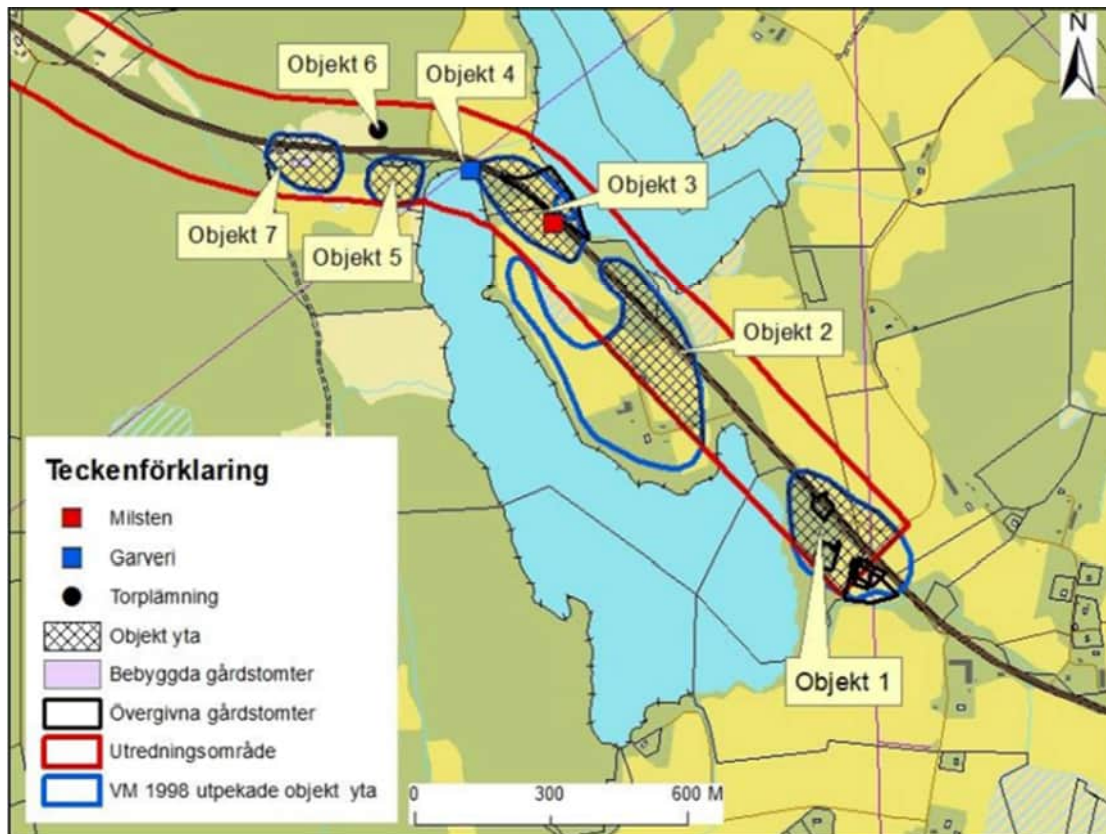 N
Objekt 6
Objekt 4
Objekt 3
Objekt 7
Objekt 5
Objekt 2
Objekt 1
Teckenförklaring
Milsten
Garveri
Torplämning
Objekt yta
Bebyggda gårdstomter
Övergivna gårdstomter
Utredningsområde
VM 1998 utpekade objekt yta
0 300 600 M